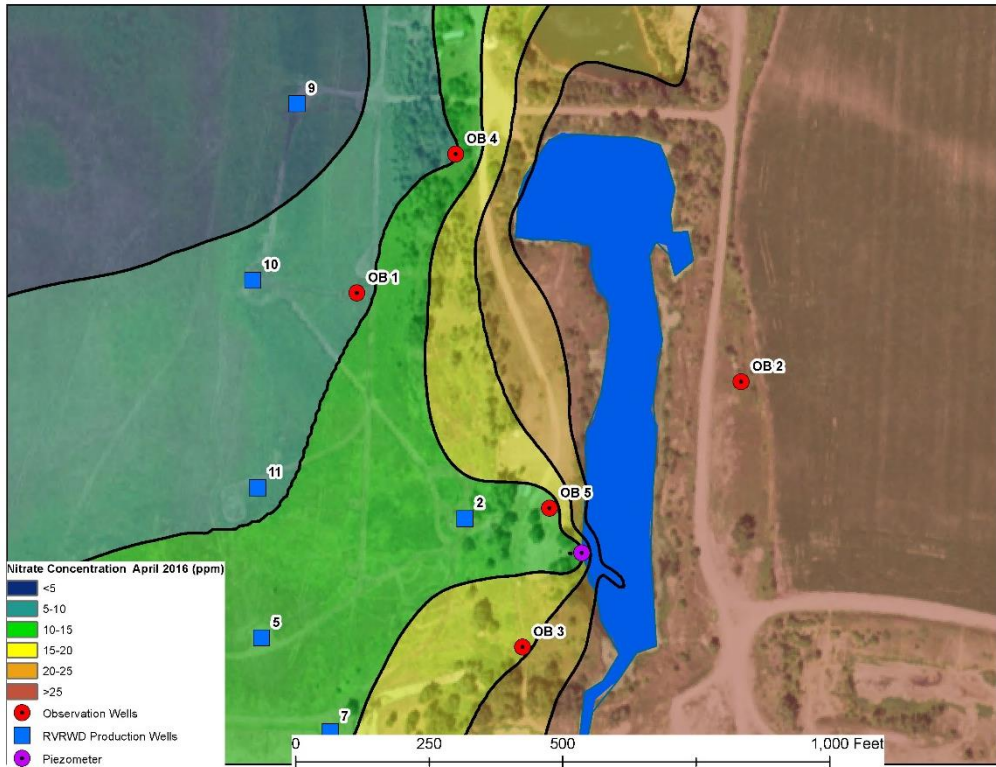 9
OB 4
10
OB 1
OB 2
11
2
OB 5
5
OB 3
7
Nitrate Concentration April 2016 (ppm)
<5
5-10
10-15
15-20
20-25
>25
Observation Wells
RVRWD Production Wells
Piezometer
0 250 500 1,000 Feet